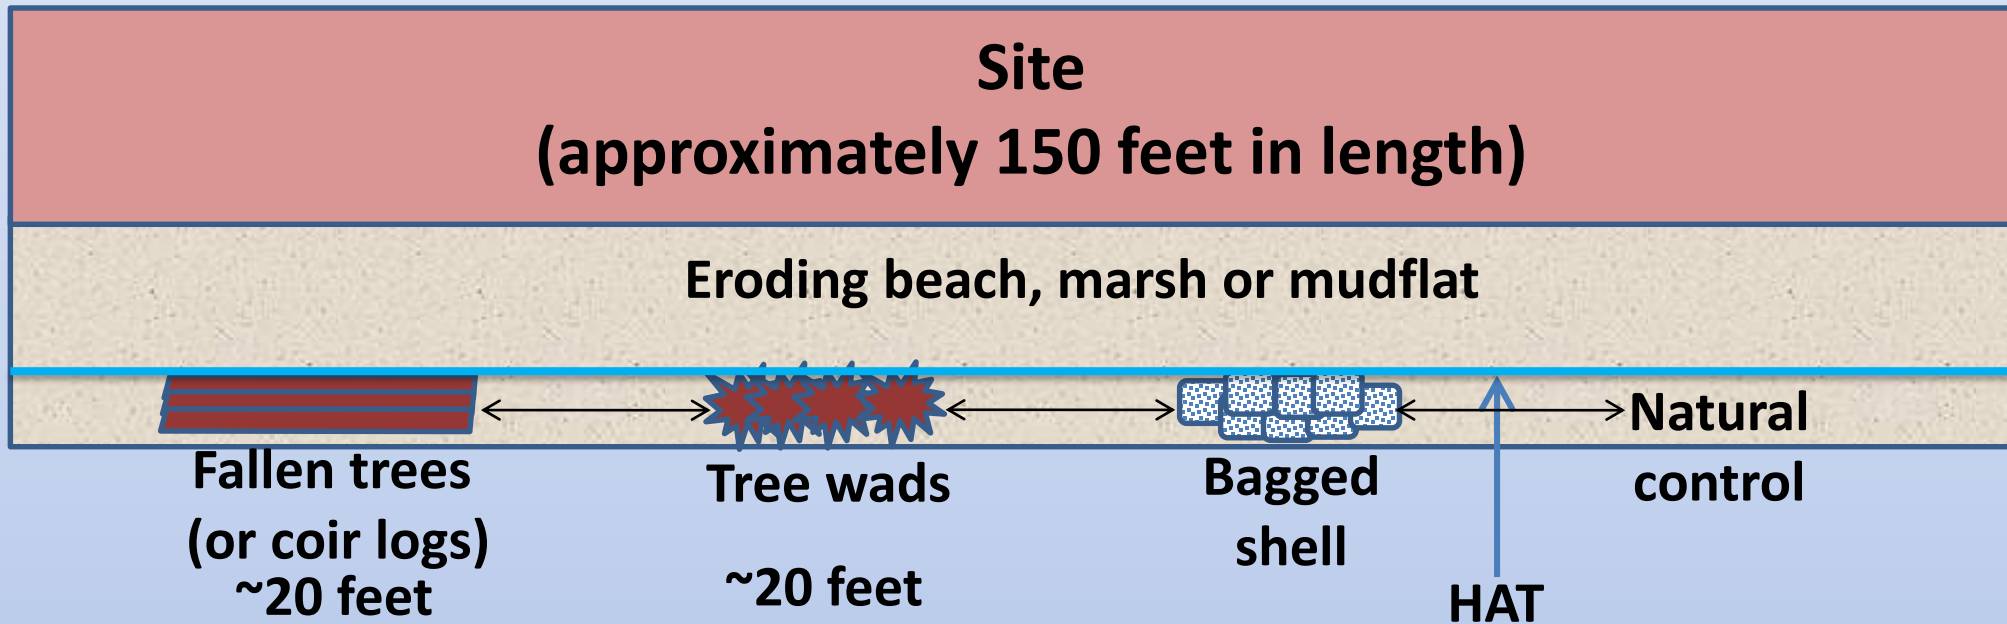 Site
(approximately 150 feet in length)
Eroding beach, marsh or mudflat
Fallen trees
(or coir logs)
~20 feet
Tree wads
~20 feet
Bagged
shell
HAT
Natural
control